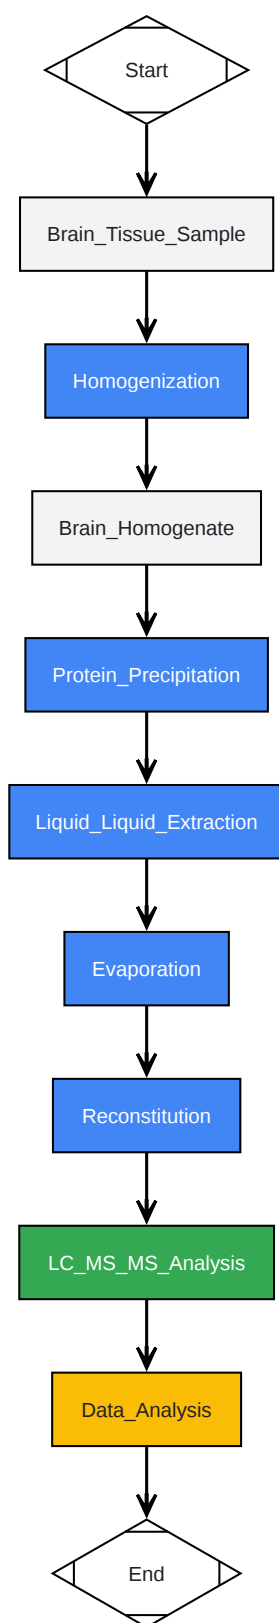 Start
Brain_Tissue_Sample
Homogenization
Brain_Homogenate
Protein_Precipitation
Liquid_Liquid_Extraction
Evaporation
Reconstitution
LC_MS_MS_Analysis
Data_Analysis
End